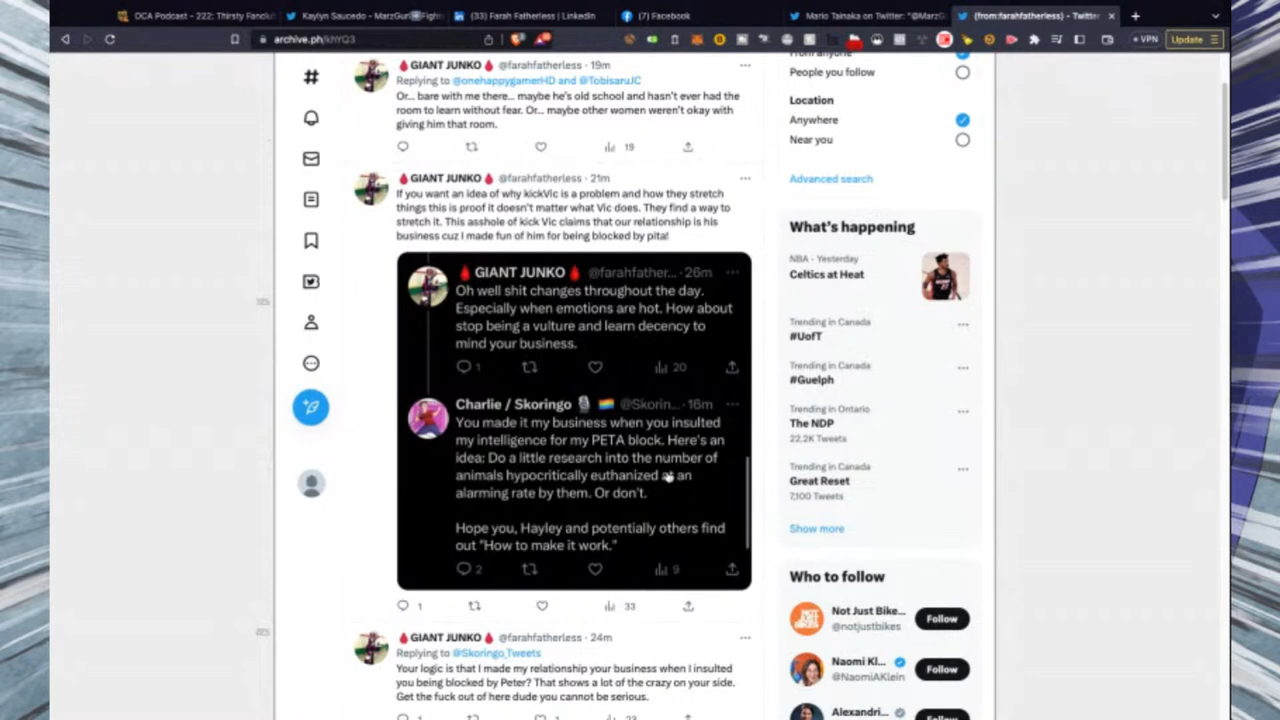 OCA Podcast - 222: Thirsty Fanclu
Kaylyn Saucedo - MarzGurl
Fight
(33) Farah Fatherless | LinkedIn
(7) Facebook
Mario Tainaka on Twitter: "@MarzG
(from:farahfatherless) - Twitter
archive.ph/khYQ3
VPN
Update
GIANT JUNKO @farahfatherless · 19m
Replying to @onehappygamerHD and @TobisaruJC
Or... bare with me there... maybe he's old school and hasn't ever had the
room to learn without fear. Or... maybe other women weren't okay with
giving him that room.
19
GIANT JUNKO @farahfatherless · 21m
If you want an idea of why kickVic is a problem and how they stretch
things this is proof it doesn't matter what Vic does. They find a way to
stretch it. This asshole of kick Vic claims that our relationship is his
business cuz I made fun of him for being blocked by pita!
GIANT JUNKO @farahfather... · 26m
Oh well shit changes throughout the day.
Especially when emotions are hot. How about
stop being a vulture and learn decency to
mind your business.
1 20
Charlie / Skoringo @Skorin... · 16m
You made it my business when you insulted
my intelligence for my PETA block. Here's an
idea: Do a little research into the number of
animals hypocritically euthanized at an
alarming rate by them. Or don't.
Hope you, Hayley and potentially others find
out "How to make it work."
2 9
1 33
GIANT JUNKO @farahfatherless · 24m
Replying to @Skoringo_Tweets
Your logic is that I made my relationship your business when I insulted
you being blocked by Peter? That shows a lot of the crazy on your side.
Get the fuck out of here dude you cannot be serious.
1 1 23
From anyone
People you follow
Location
Anywhere
Near you
Advanced search
What's happening
NBA · Yesterday
Celtics at Heat
Trending in Canada
#UofT
Trending in Canada
#Guelph
Trending in Ontario
The NDP
22.2K Tweets
Trending in Canada
Great Reset
7,100 Tweets
Show more
Who to follow
Not Just Bike...
@notjustbikes
Follow
Naomi Kl...
@NaomiAKlein
Follow
Alexandri...
Follow